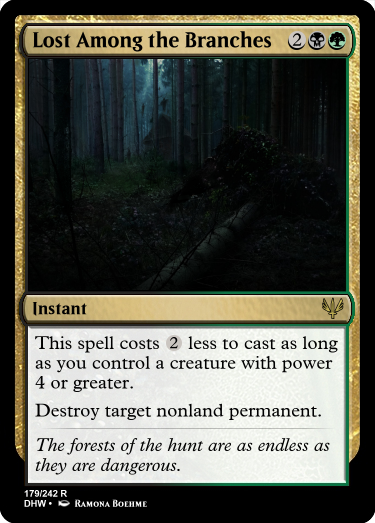 Lost Among the Branches 2
Instant
This spell costs 2 less to cast as long
as you control a creature with power
4 or greater.
Destroy target nonland permanent.
The forests of the hunt are as endless as
they are dangerous.
179/242 R
DHW • Ramona Boehme